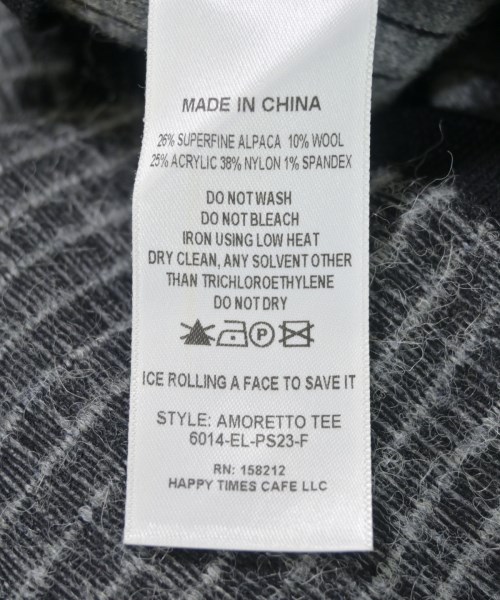 MADE IN CHINA
26% SUPERFINE ALPACA 10% WOOL
25% ACRYLIC 38% NYLON 1% SPANDEX
DO NOT WASH
DO NOT BLEACH
IRON USING LOW HEAT
DRY CLEAN, ANY SOLVENT OTHER
THAN TRICHLOROETHYLENE
DO NOT DRY
P
ICE ROLLING A FACE TO SAVE IT
STYLE: AMORETTO TEE
6014-EL-PS23-F
RN: 158212
HAPPY TIMES CAFE LLC